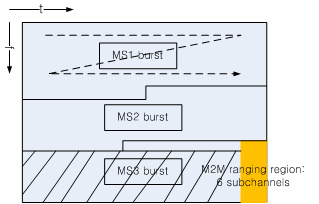 t
f
MS1 burst
MS2 burst
MS3 burst
M2M ranging region:
6 subchannels